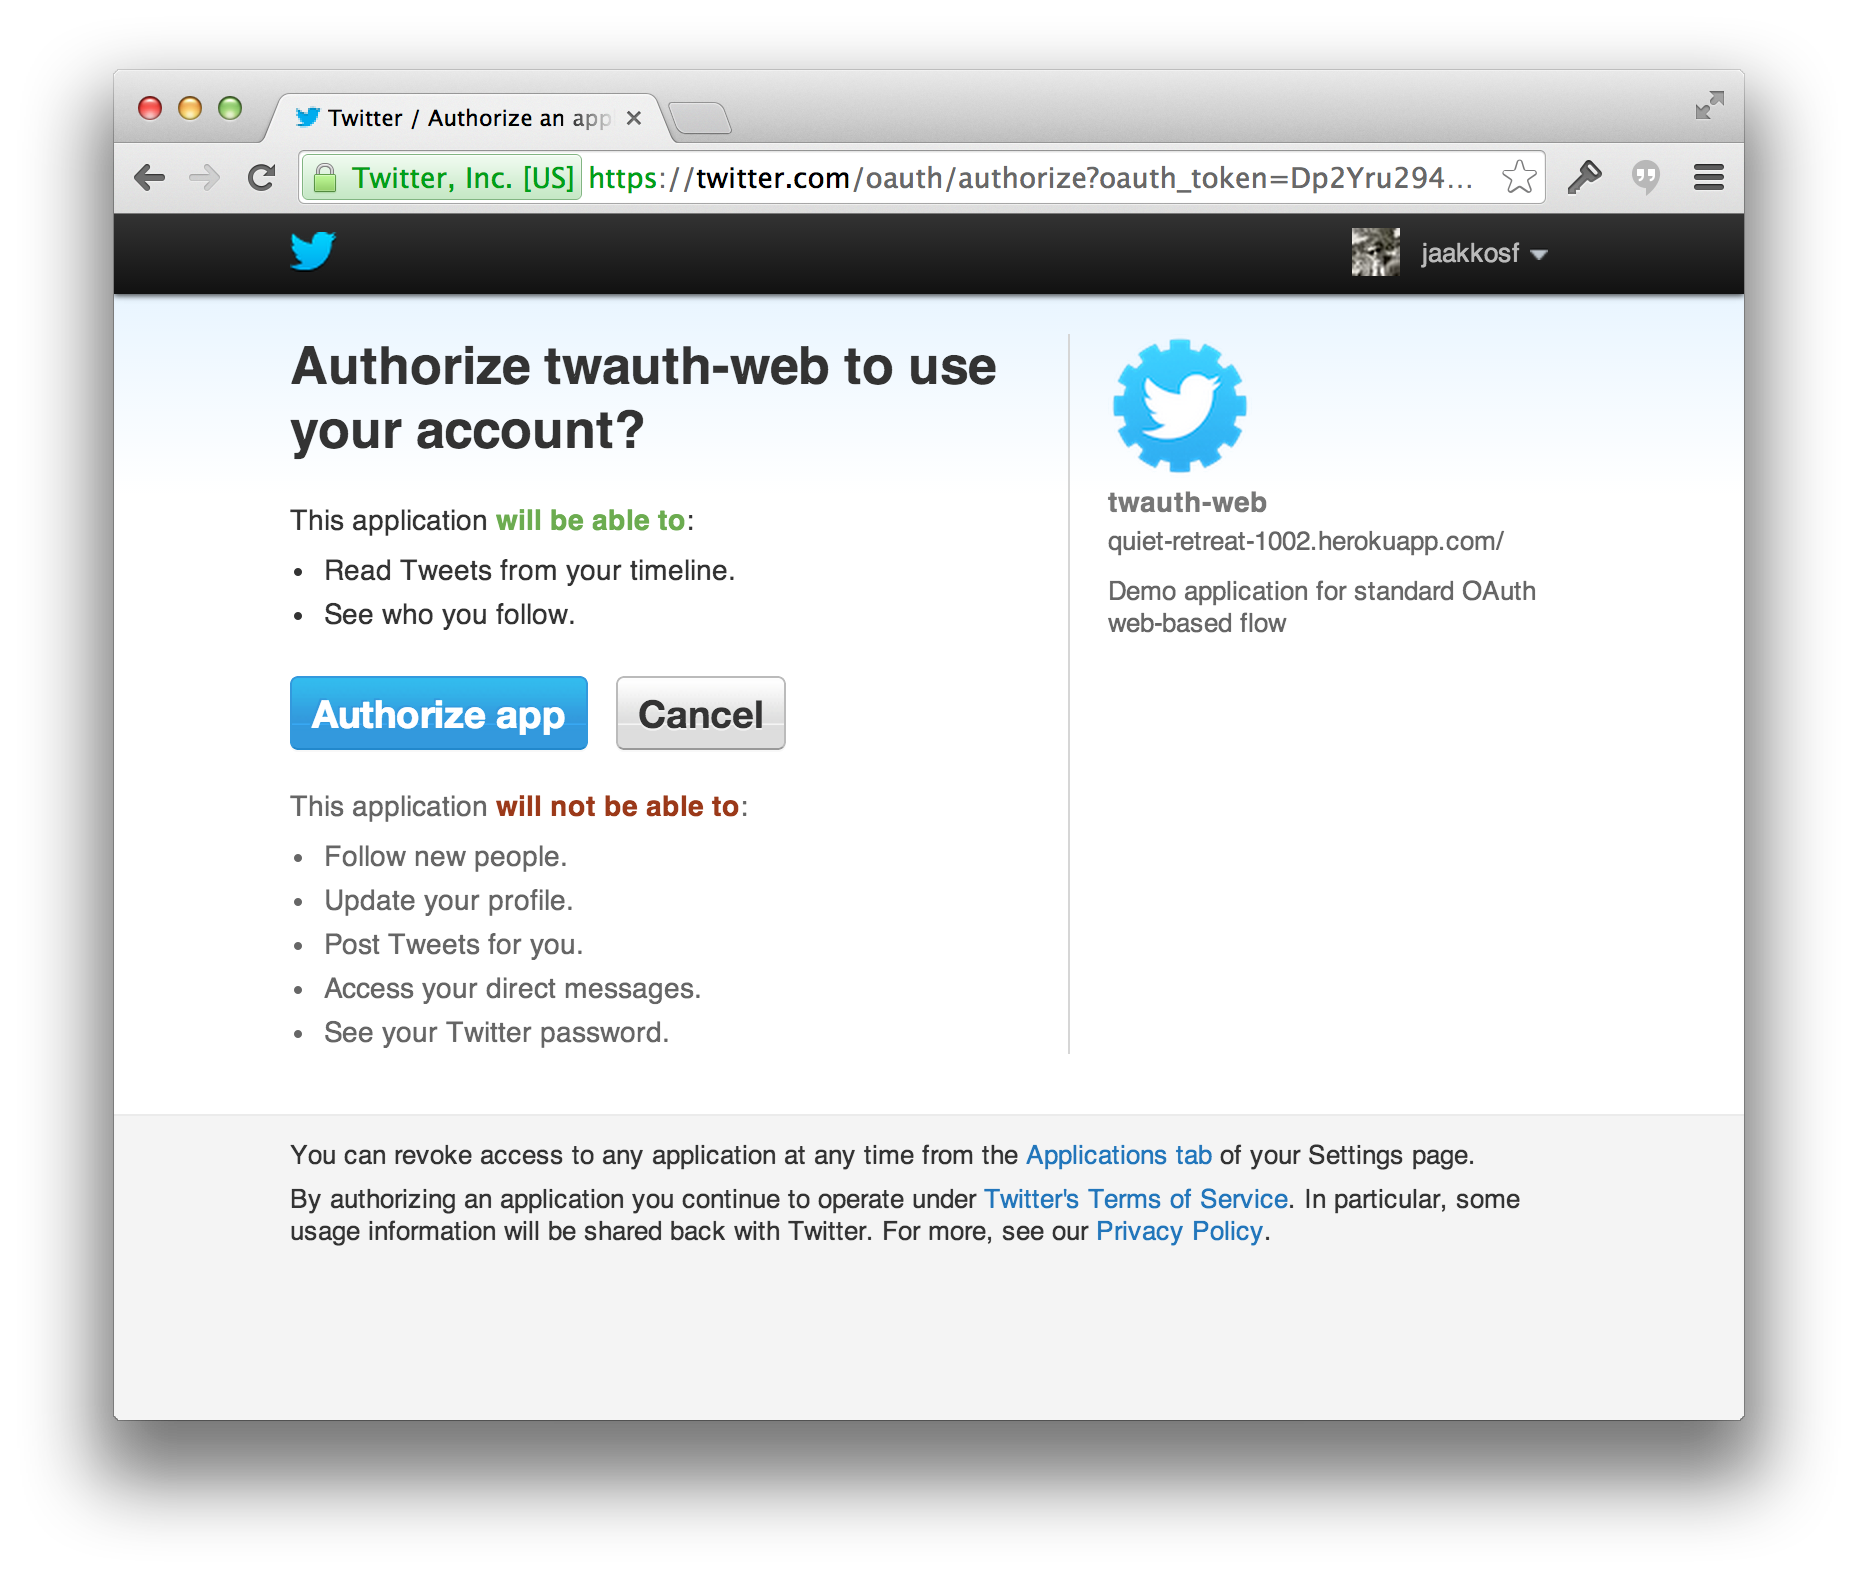 Twitter / Authorize an app
Twitter, Inc. [US] https://twitter.com/oauth/authorize?oauth_token=Dp2Yru294...
jaakkosf
Authorize twauth-web to use
your account?
This application will be able to:
• Read Tweets from your timeline.
• See who you follow.
Authorize app Cancel
This application will not be able to:
• Follow new people.
• Update your profile.
• Post Tweets for you.
• Access your direct messages.
• See your Twitter password.
twauth-web
quiet-retreat-1002.herokuapp.com/
Demo application for standard OAuth
web-based flow
You can revoke access to any application at any time from the Applications tab of your Settings page.
By authorizing an application you continue to operate under Twitter's Terms of Service. In particular, some
usage information will be shared back with Twitter. For more, see our Privacy Policy.